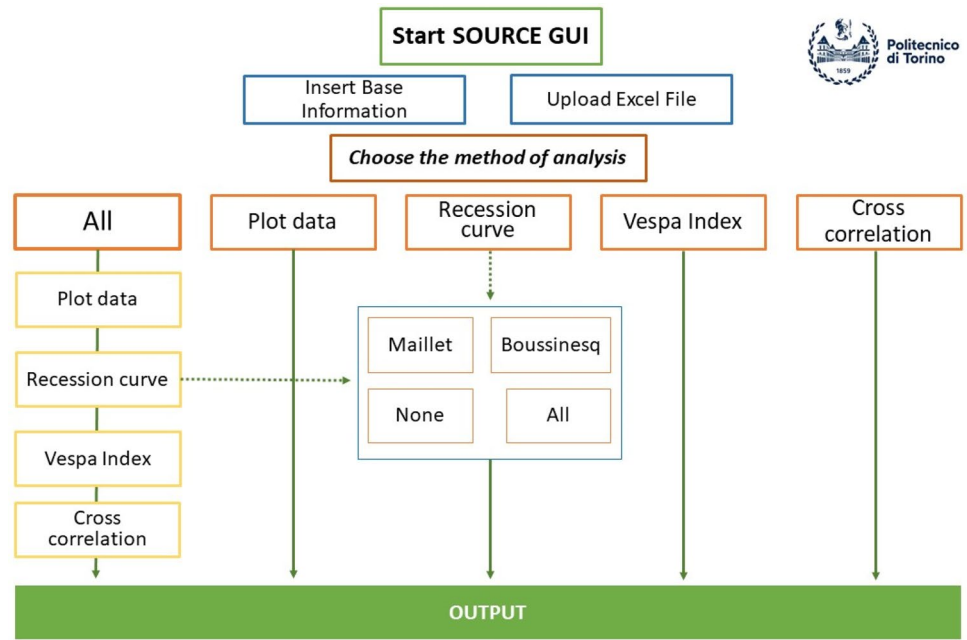 Start SOURCE GUI
Politecnico
di Torino
1859
Insert Base
Information
Upload Excel File
Choose the method of analysis
All
Plot data
Recession
curve
Vespa Index
Cross
correlation
Plot data
Recession curve
Vespa Index
Cross
correlation
Maillet
Boussinesq
None
All
OUTPUT